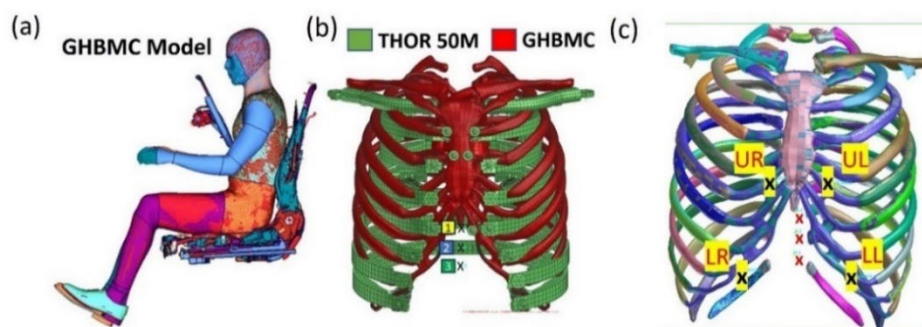 (a)
GHBMC Model
(b)
THOR 50M
GHBMC
1 X
2 X
3 X
(c)
UR
UL
X
X
X
X
X
LR
LL
X
X